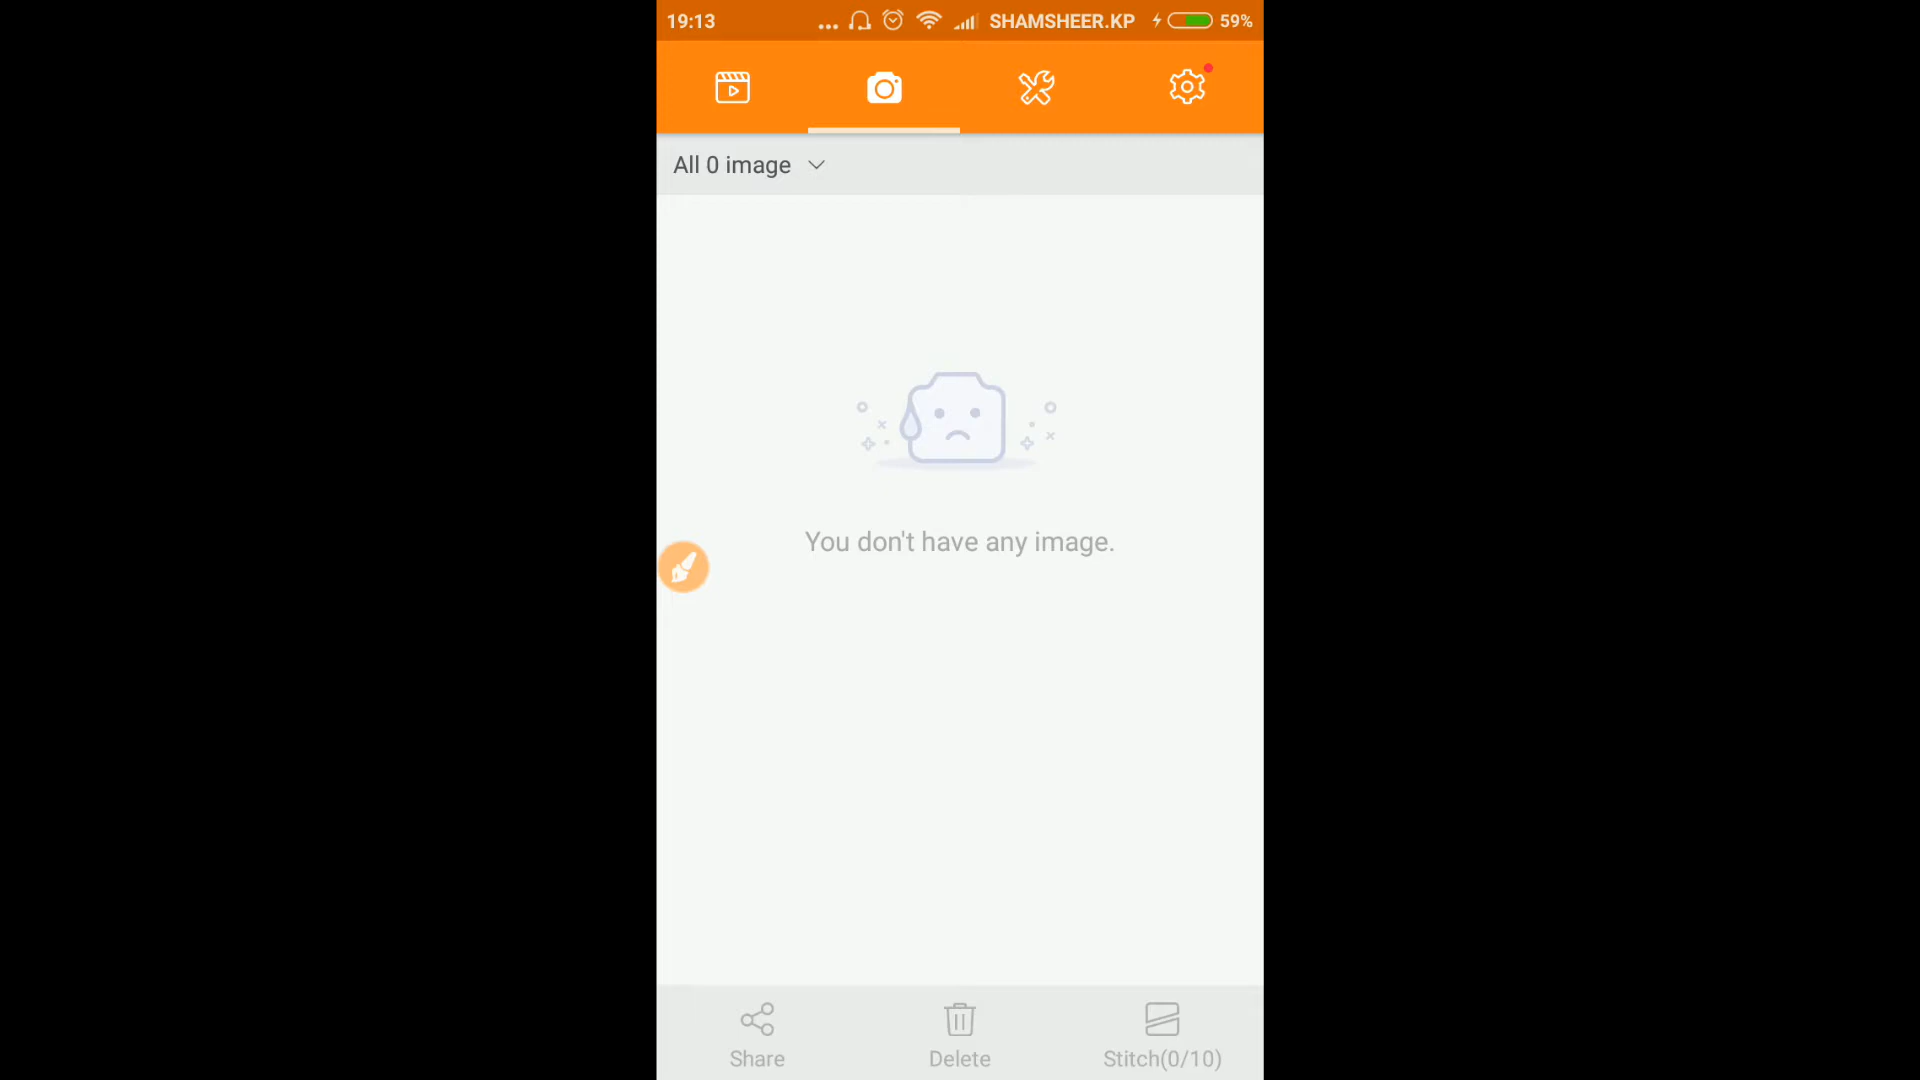 19:13 ... SHAMSHEER.KP 59%
All 0 image
You don't have any image.
Share Delete Stitch(0/10)